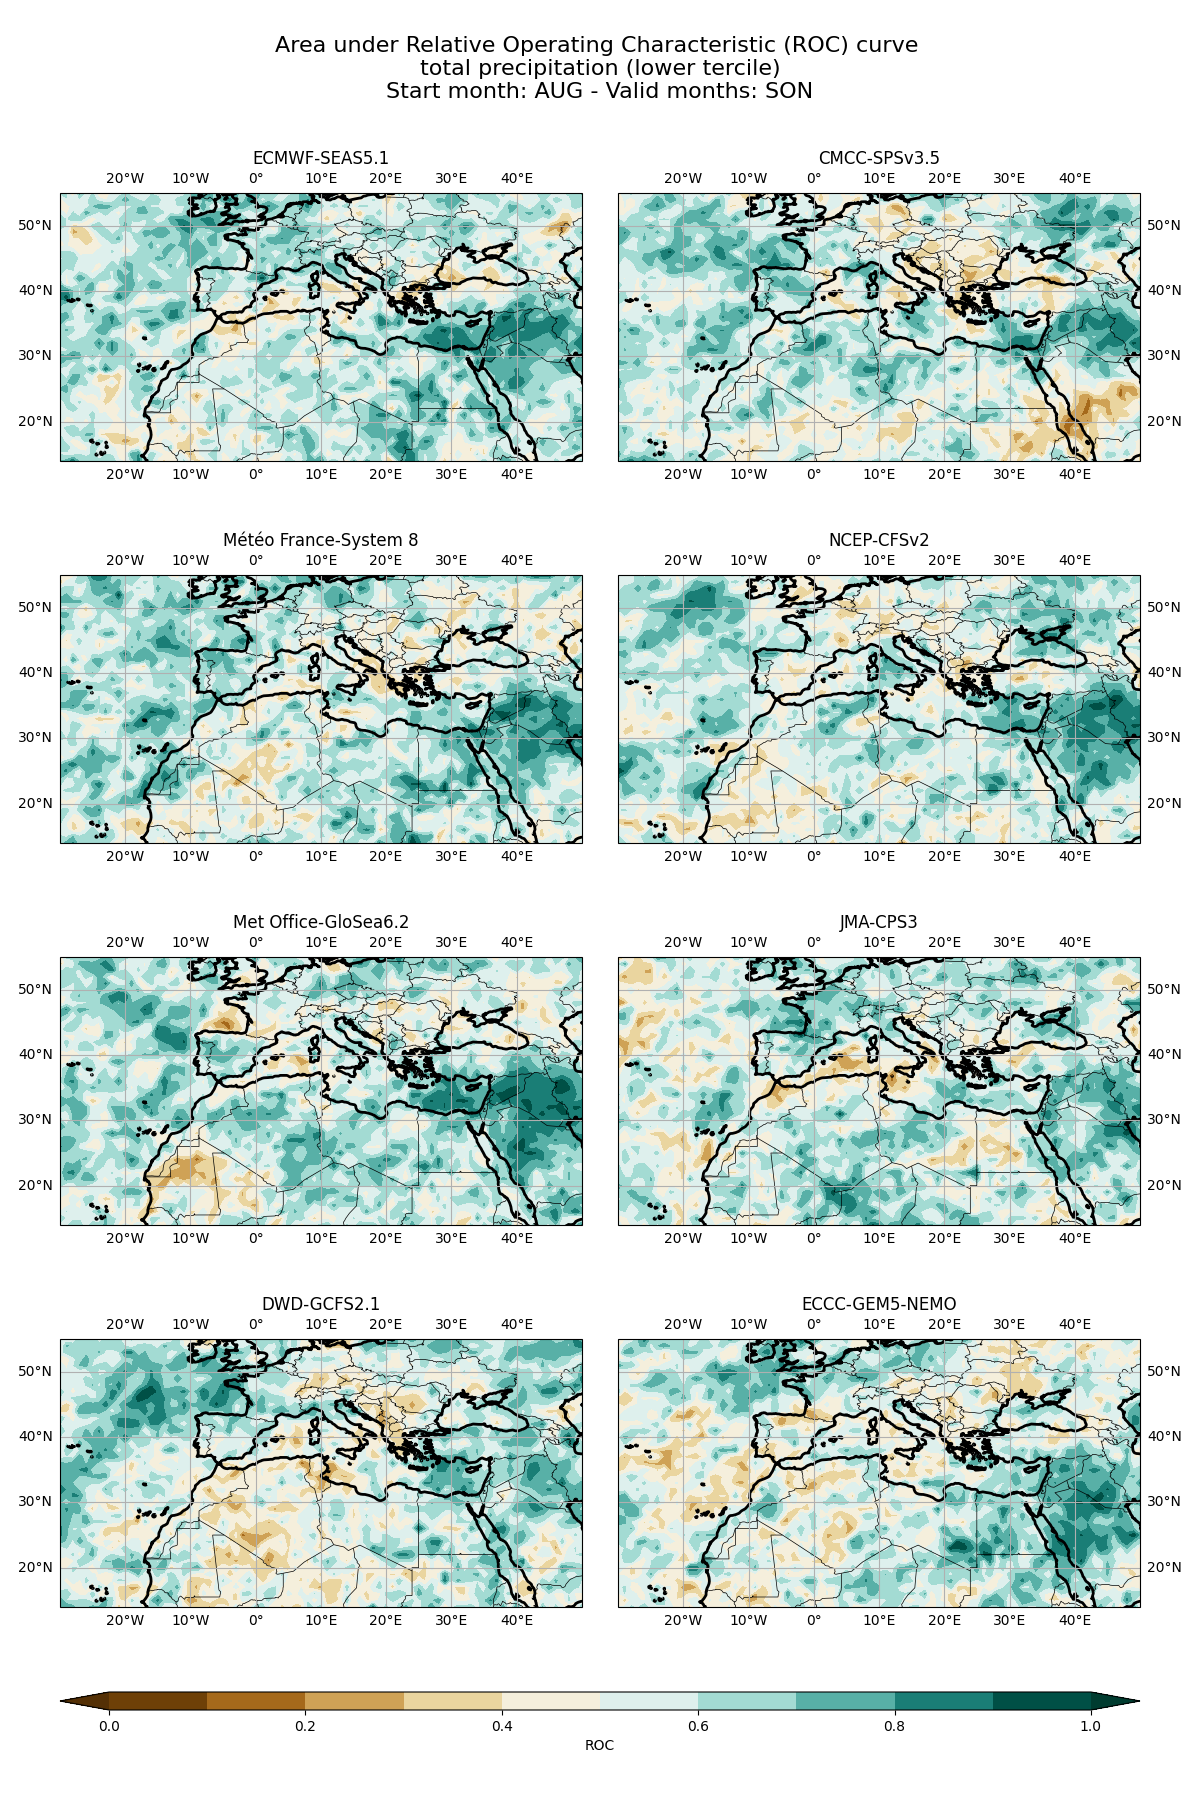 Area under Relative Operating Characteristic (ROC) curve
total precipitation (lower tercile)
Start month: AUG - Valid months: SON
ECMWF-SEAS5.1
20°W 10°W 0° 10°E 20°E 30°E 40°E
50°N
40°N
30°N
20°N
20°W 10°W 0° 10°E 20°E 30°E 40°E
CMCC-SPSv3.5
20°W 10°W 0° 10°E 20°E 30°E 40°E
50°N
40°N
30°N
20°N
20°W 10°W 0° 10°E 20°E 30°E 40°E
Météo France-System 8
20°W 10°W 0° 10°E 20°E 30°E 40°E
50°N
40°N
30°N
20°N
20°W 10°W 0° 10°E 20°E 30°E 40°E
NCEP-CFSv2
20°W 10°W 0° 10°E 20°E 30°E 40°E
50°N
40°N
30°N
20°N
20°W 10°W 0° 10°E 20°E 30°E 40°E
Met Office-GloSea6.2
20°W 10°W 0° 10°E 20°E 30°E 40°E
50°N
40°N
30°N
20°N
20°W 10°W 0° 10°E 20°E 30°E 40°E
JMA-CPS3
20°W 10°W 0° 10°E 20°E 30°E 40°E
50°N
40°N
30°N
20°N
20°W 10°W 0° 10°E 20°E 30°E 40°E
DWD-GCFS2.1
20°W 10°W 0° 10°E 20°E 30°E 40°E
50°N
40°N
30°N
20°N
20°W 10°W 0° 10°E 20°E 30°E 40°E
ECCC-GEM5-NEMO
20°W 10°W 0° 10°E 20°E 30°E 40°E
50°N
40°N
30°N
20°N
20°W 10°W 0° 10°E 20°E 30°E 40°E
0.0 0.2 0.4 0.6 0.8 1.0
ROC